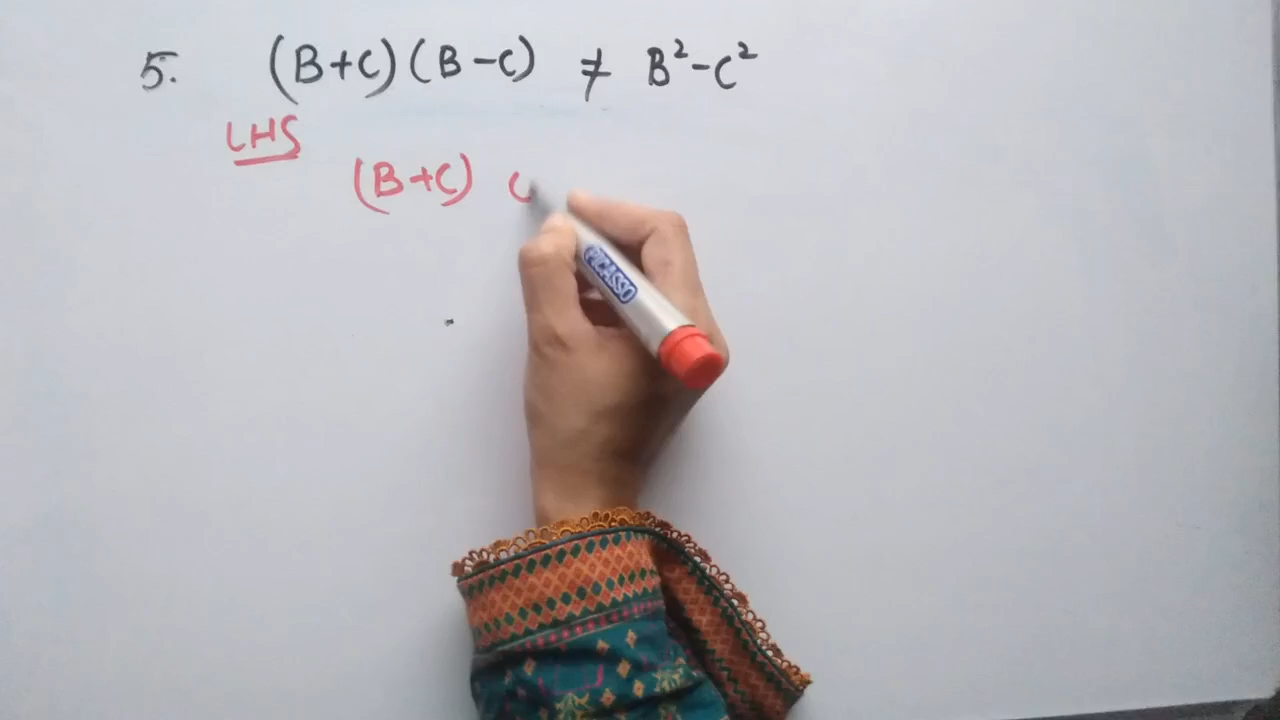 5. (B+C)(B-C) ≠ B²-C²
LHS
(B+C) (
PICASSO